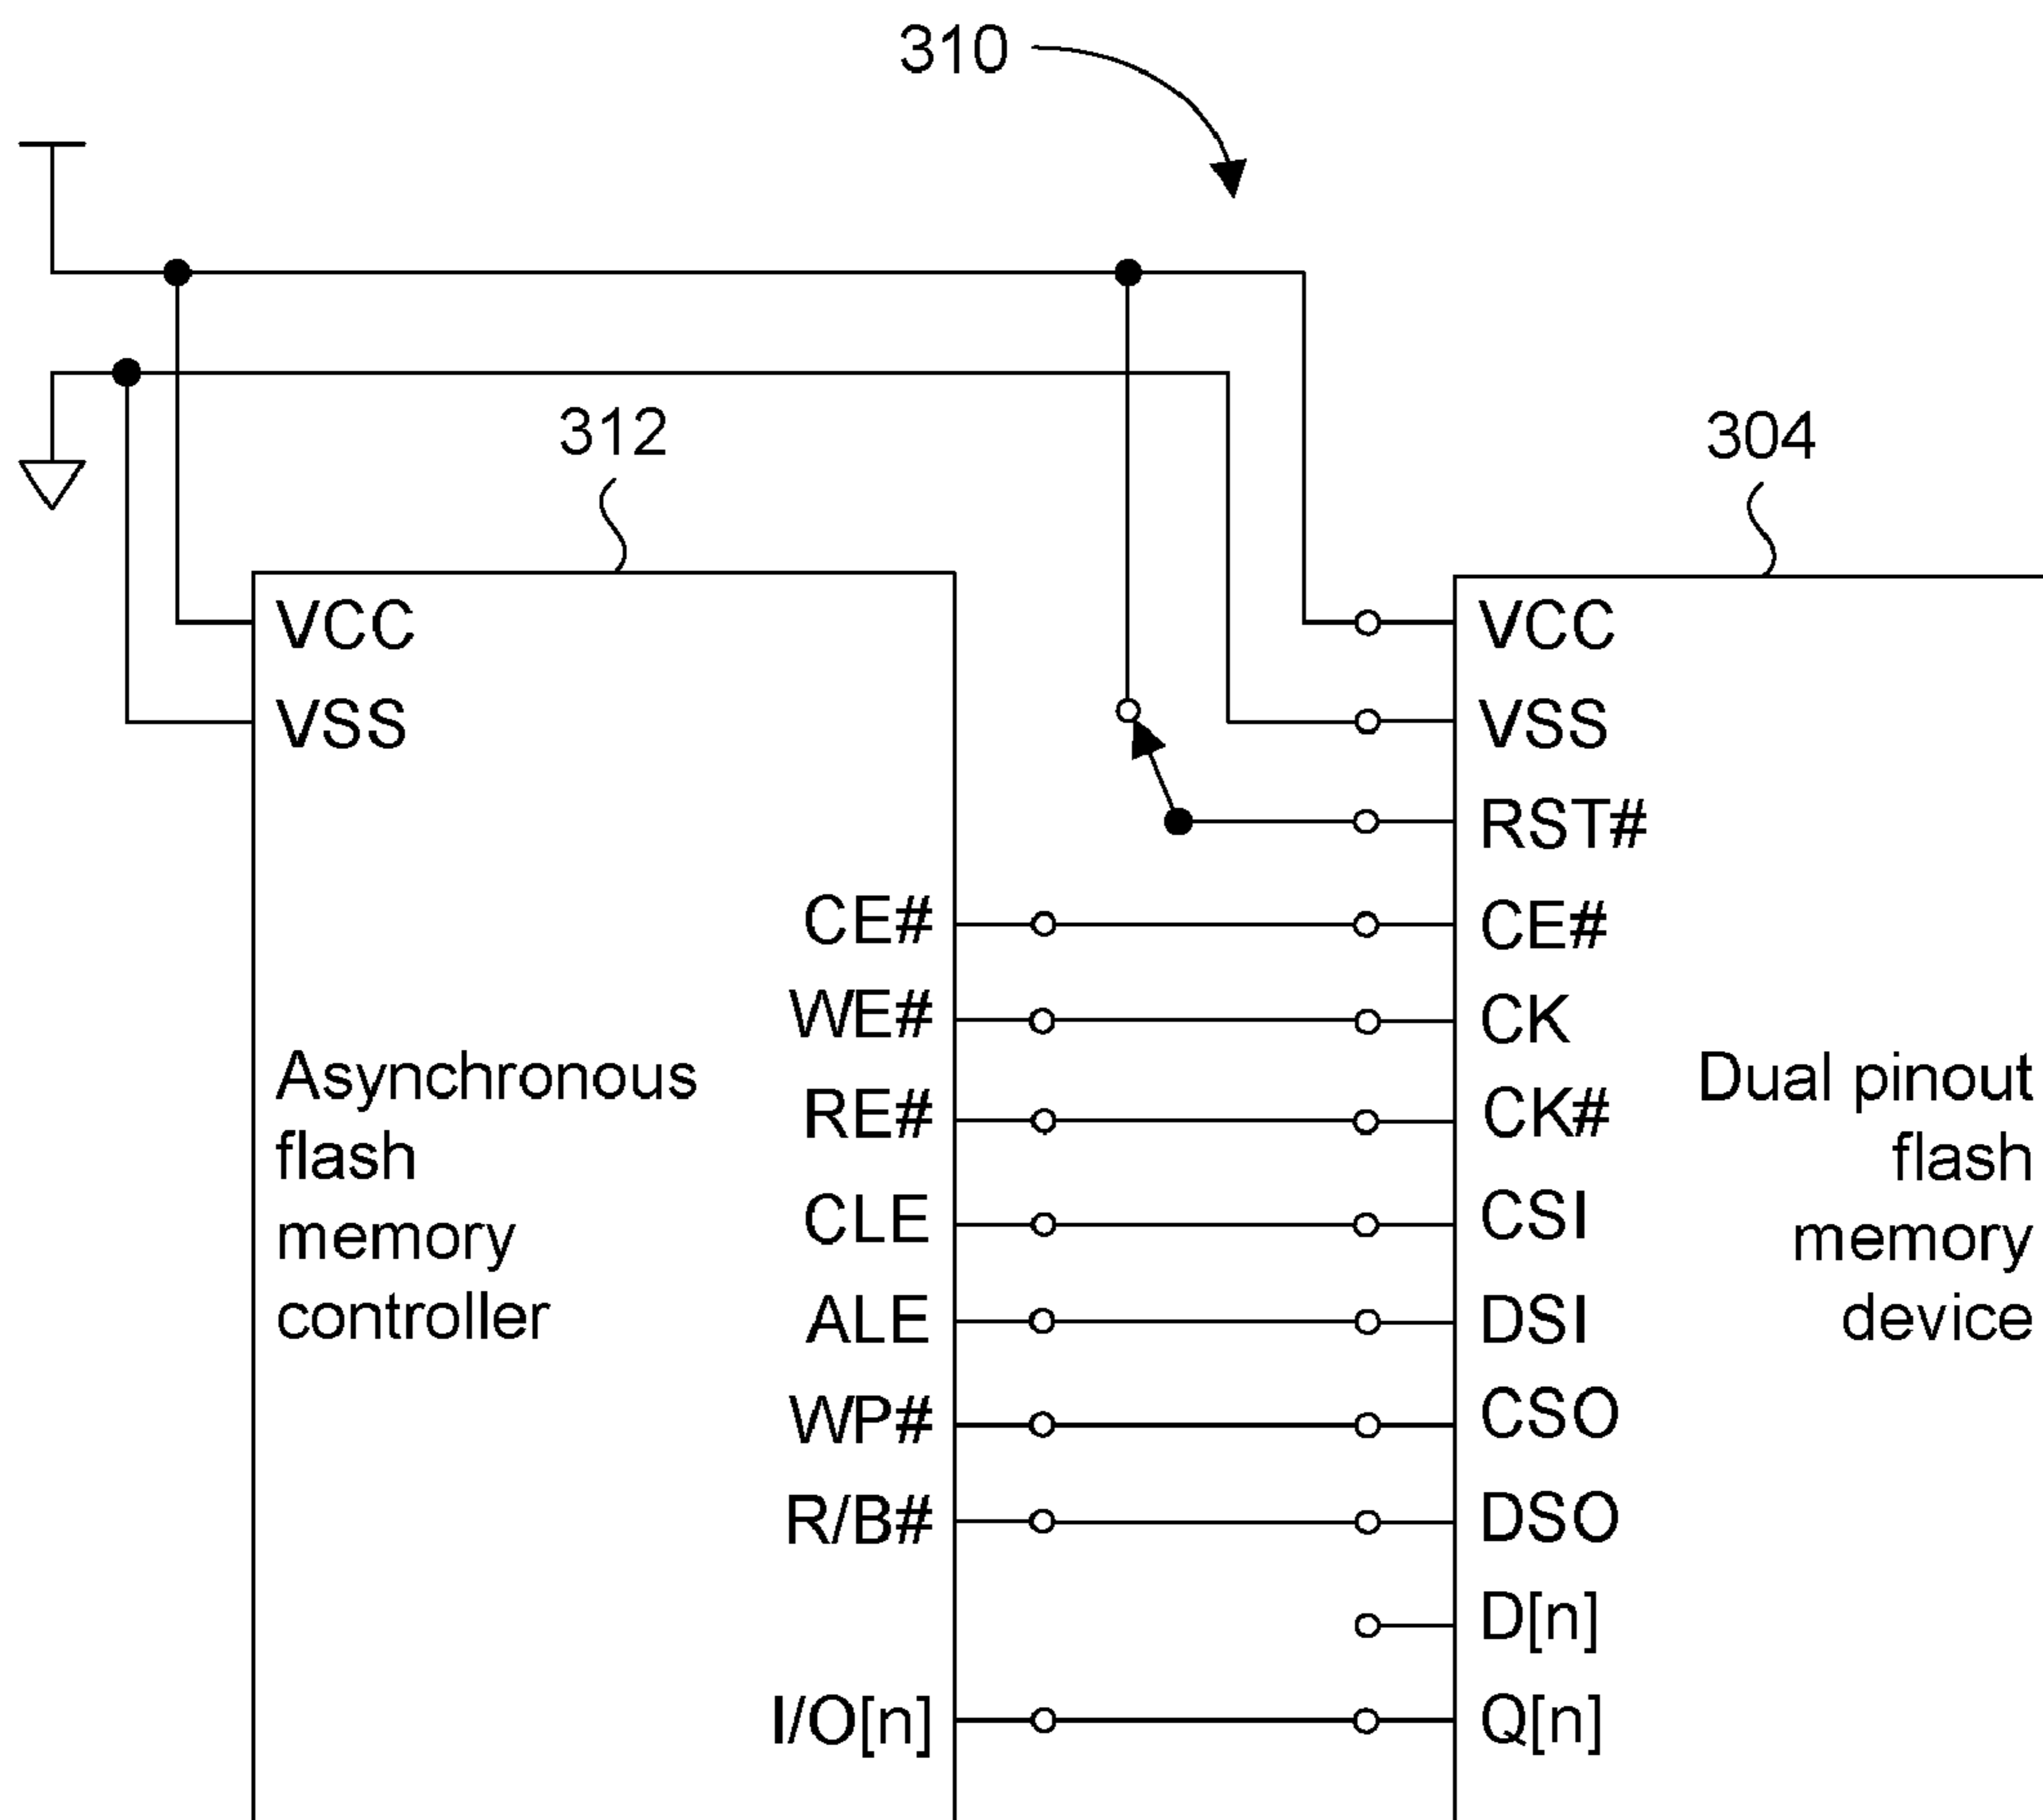 310
312
304
VCC
VSS
CE#
WE#
RE#
CLE
ALE
WP#
R/B#
I/O[n]
Asynchronous
flash
memory
controller
VCC
VSS
RST#
CE#
CK
CK#
CSI
DSI
CSO
DSO
D[n]
Q[n]
Dual pinout
flash
memory
device